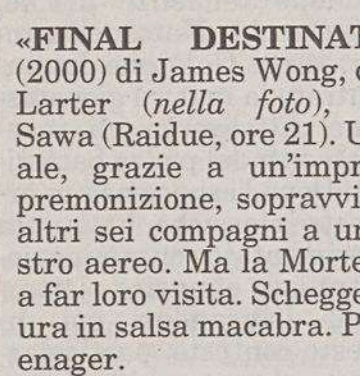 «FINAL DESTINAT
(2000) di James Wong,
Larter (nella foto),
Sawa (Raidue, ore 21). U
ale, grazie a un'impr
premonizione, sopravvi
altri sei compagni a un
stro aereo. Ma la Morte
a far loro visita. Schegge
ura in salsa macabra. P
enager.